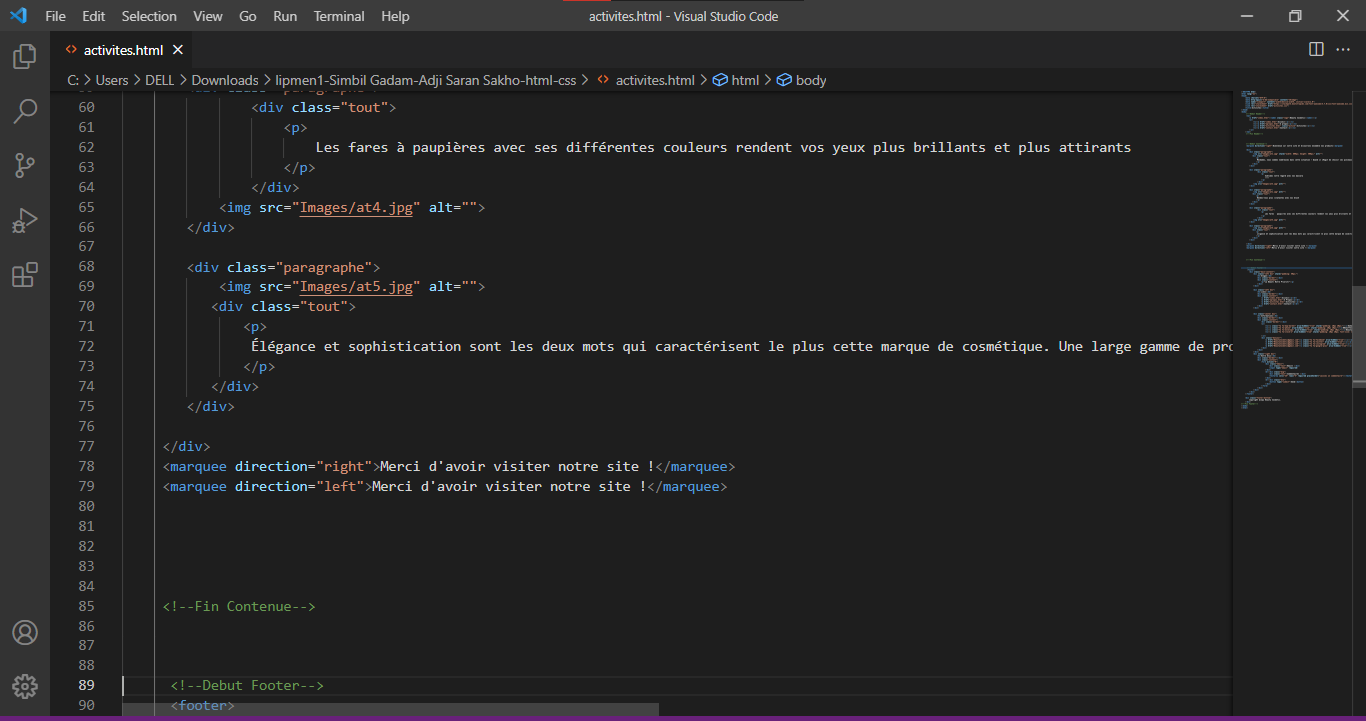 File Edit Selection View Go Run Terminal Help activites.html - Visual Studio Code
activites.html
C: > Users > DELL > Downloads > lipmen1-Simbil Gadam-Adji Saran Sakho-html-css > activites.html > html > body
60 <div class="tout">
61 <p>
62 Les fares à paupières avec ses différentes couleurs rendent vos yeux plus brillants et plus attirants
63 </p>
64 </div>
65 <img src="Images/at4.jpg" alt="">
66 </div>
67
68 <div class="paragraphe">
69 <img src="Images/at5.jpg" alt="">
70 <div class="tout">
71 <p>
72 Élégance et sophistication sont les deux mots qui caractérisent le plus cette marque de cosmétique. Une large gamme de pro
73 </p>
74 </div>
75 </div>
76
77 </div>
78 <marquee direction="right">Merci d'avoir visiter notre site !</marquee>
79 <marquee direction="left">Merci d'avoir visiter notre site !</marquee>
80
81
82
83
84
85 <!--Fin Contenue-->
86
87
88
89 <!--Debut Footer-->
90 <footer>